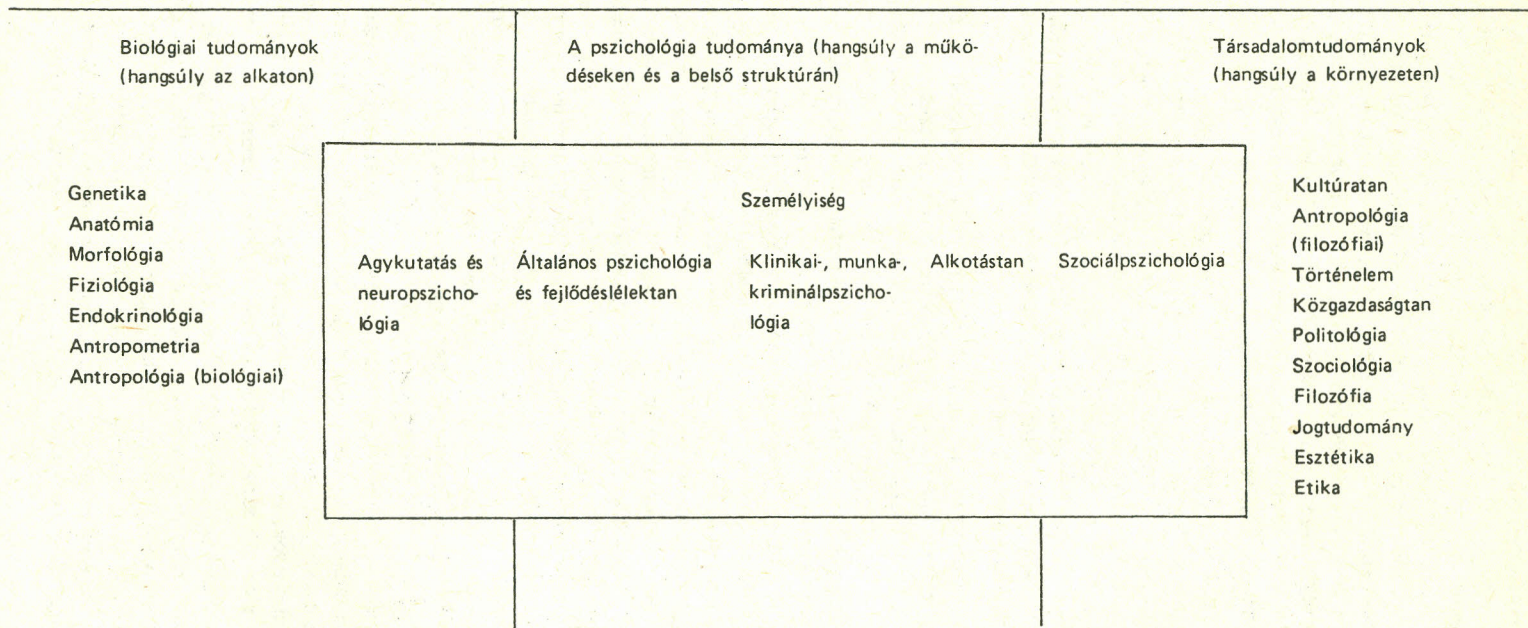 Biológiai tudományok
(hangsúly az alkaton)
A pszichológia tudománya (hangsúly a műkö-
déseken és a belső struktúrán)
Társadalomtudományok
(hangsúly a környezeten)
Genetika
Anatómia
Morfológia
Fiziológia
Endokrinológia
Antropometria
Antropológia (biológiai)
Személyiség
Agykutatás és
neuropszicho-
lógia
Általános pszichológia
és fejlődéslélektan
Klinikai-, munka-,
kriminálpszicho-
lógia
Alkotástan
Szociálpszichológia
Kultúratan
Antropológia
(filozófiai)
Történelem
Közgazdaságtan
Politológia
Szociológia
Filozófia
Jogtudomány
Esztétika
Etika